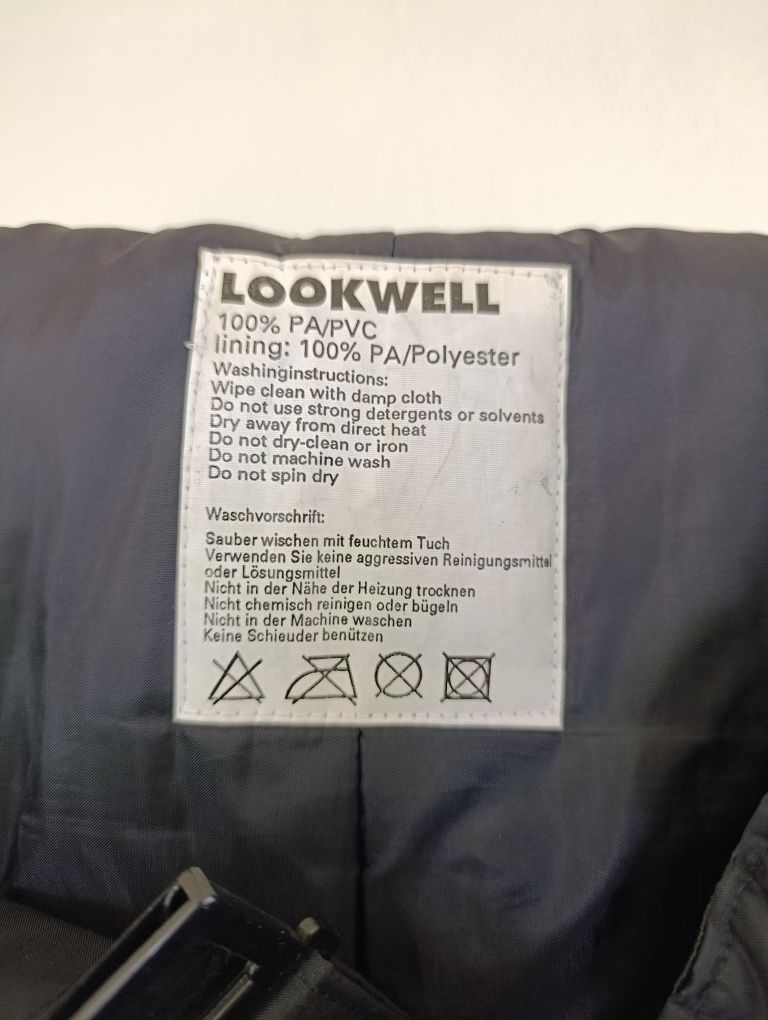 LOOKWELL
100% PA/PVC
lining: 100% PA/Polyester
Washinginstructions:
Wipe clean with damp cloth
Do not use strong detergents or solvents
Dry away from direct heat
Do not dry-clean or iron
Do not machine wash
Do not spin dry
Waschvorschrift:
Sauber wischen mit feuchtem Tuch
Verwenden Sie keine aggressiven Reinigungsmittel
oder Lösungsmittel
Nicht in der Nähe der Heizung trocknen
Nicht chemisch reinigen oder bügeln
Nicht in der Machine waschen
Keine Schieuder benützen